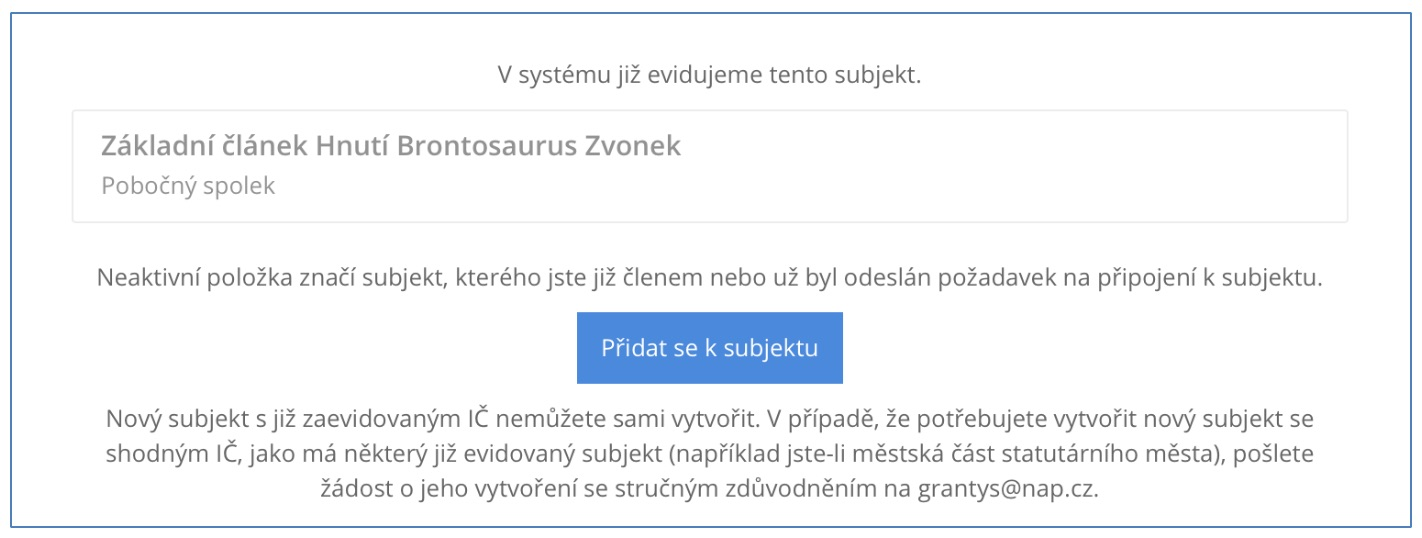 V systému již evidujeme tento subjekt.
Základní článek Hnutí Brontosaurus Zvonek
Pobočný spolek
Neaktivní položka značí subjekt, kterého jste již členem nebo už byl odeslán požadavek na připojení k subjektu.
Přidat se k subjektu
Nový subjekt s již zaevidovaným IČ nemůžete sami vytvořit. V případě, že potřebujete vytvořit nový subjekt se
shodným IČ, jako má některý již evidovaný subjekt (například jste-li městská část statutárního města), pošlete
žádost o jeho vytvoření se stručným zdůvodněním na grantys@nap.cz.